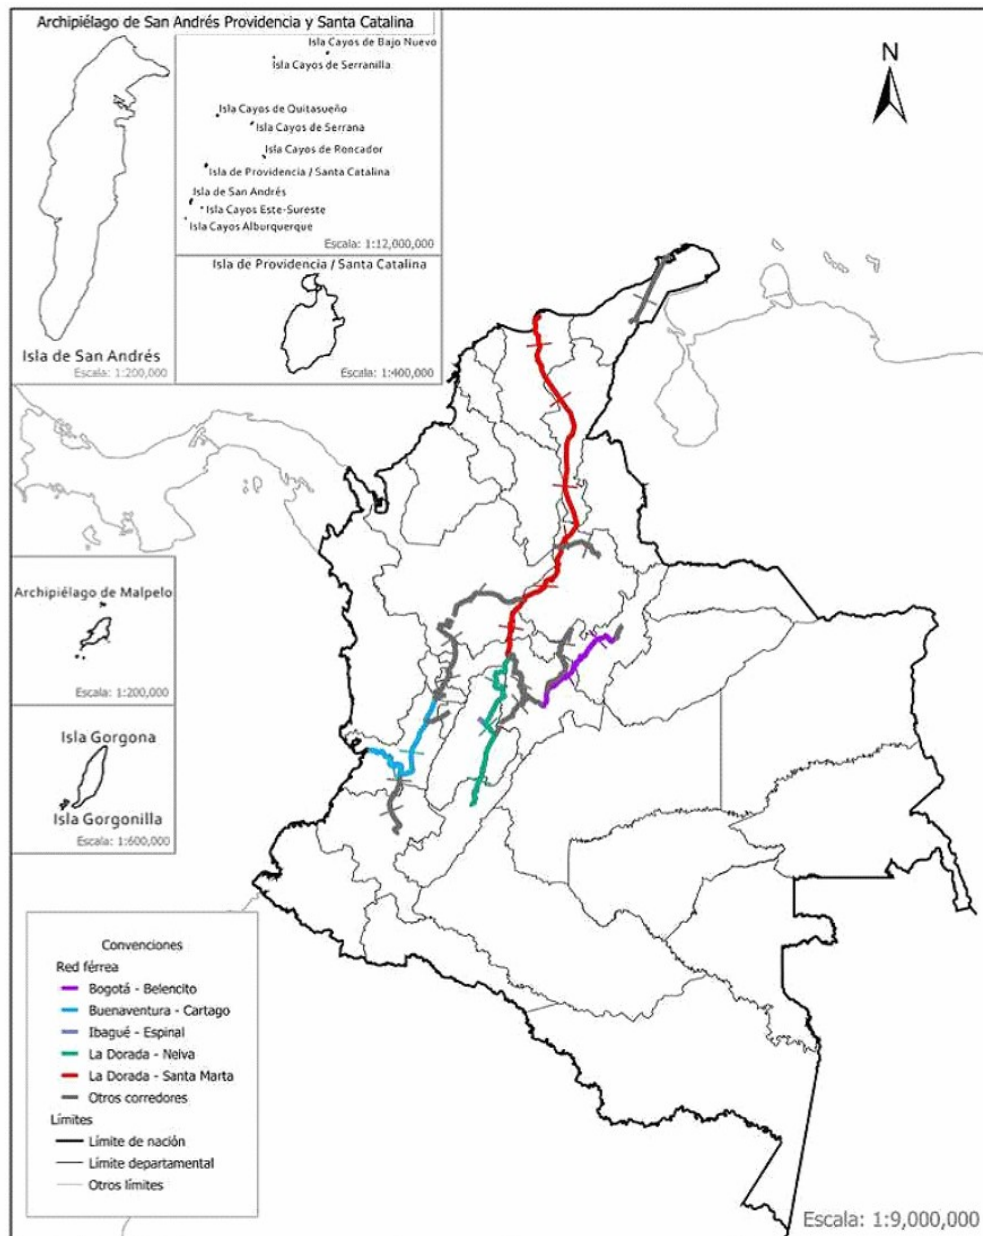 Archipiélago de San Andrés Providencia y Santa Catalina
Isla Cayos de Bajo Nuevo
Isla Cayos de Serranilla
Isla Cayos de Quitasueño
Isla Cayos de Serrana
Isla Cayos de Roncador
Isla de Providencia / Santa Catalina
Isla de San Andrés
Isla Cayos Este-Sureste
Isla Cayos Alburquerque
Escala: 1:12,000,000
Isla de San Andrés
Escala: 1:200,000
Isla de Providencia / Santa Catalina
Escala: 1:400,000
N
Archipiélago de Malpelo
Escala: 1:200,000
Isla Gorgona
Isla Gorgonilla
Escala: 1:600,000
Convenciones
Red férrea
Bogotá - Belencito
Buenaventura - Cartago
Ibagué - Espinal
La Dorada - Neiva
La Dorada - Santa Marta
Otros corredores
Límites
Límite de nación
Límite departamental
Otros límites
Escala: 1:9,000,000